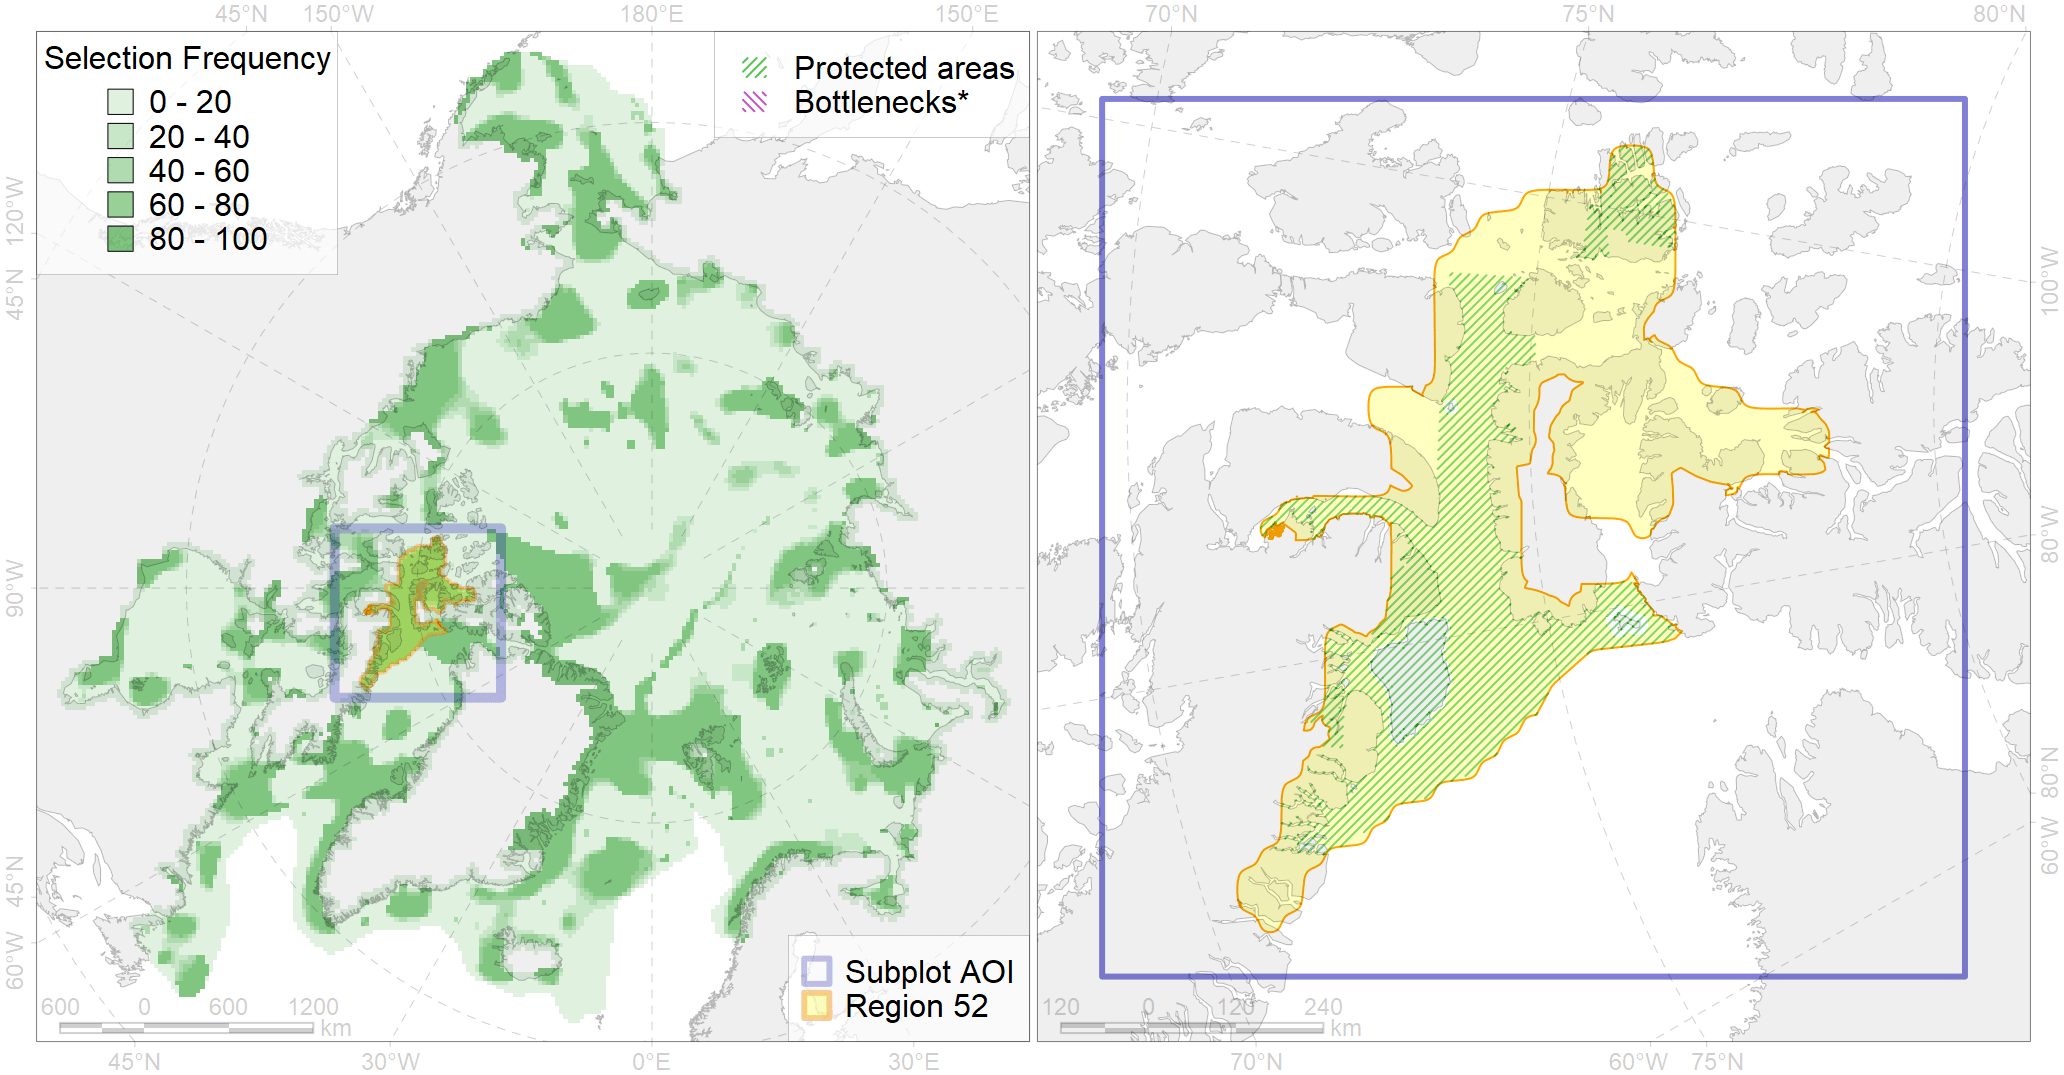 45°N 150°W 180°E 150°E 70°N 75°N 80°N
Selection Frequency
0 - 20
20 - 40
40 - 60
60 - 80
80 - 100
Protected areas
Bottlenecks*
120°W
45°N
90°W
45°N
60°W
100°W
80°W
80°N
60°W
Subplot AOI
Region 52
600 0 600 1200
km
120 0 120 240
km
45°N 30°W 0°E 30°E 70°N 60°W 75°N